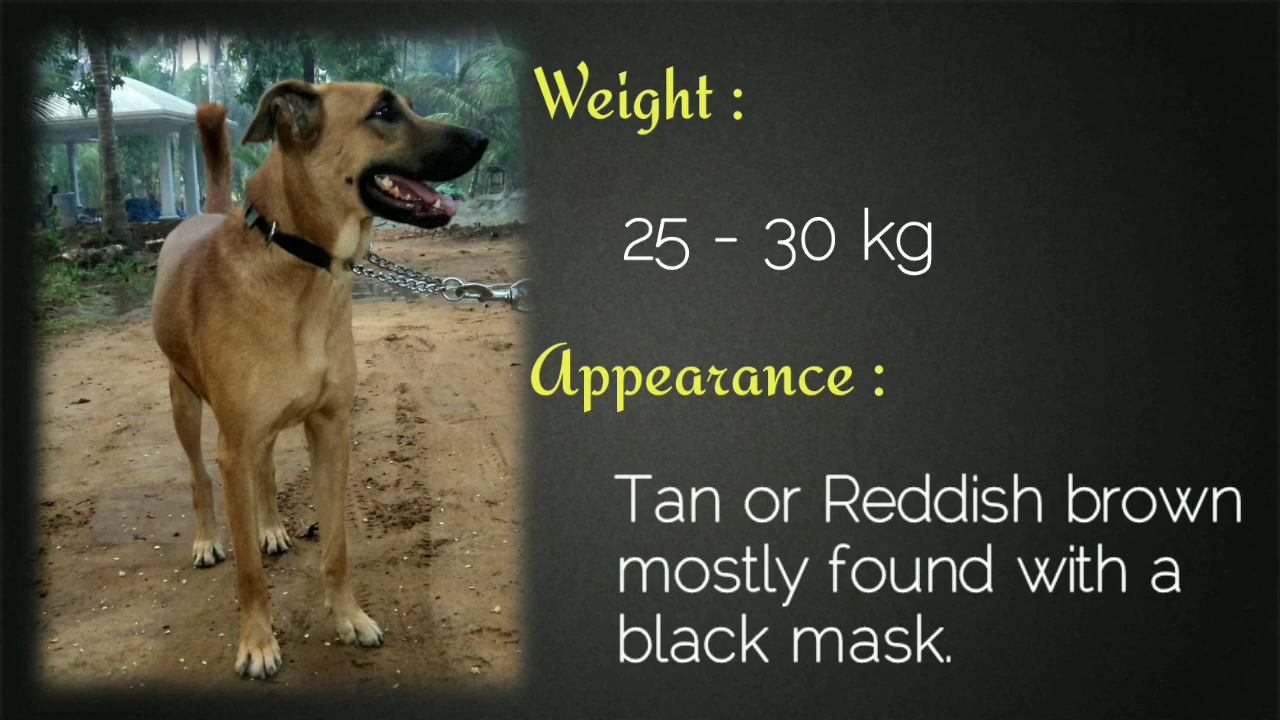 Weight :
25 - 30 kg
Appearance :
Tan or Reddish brown
mostly found with a
black mask.